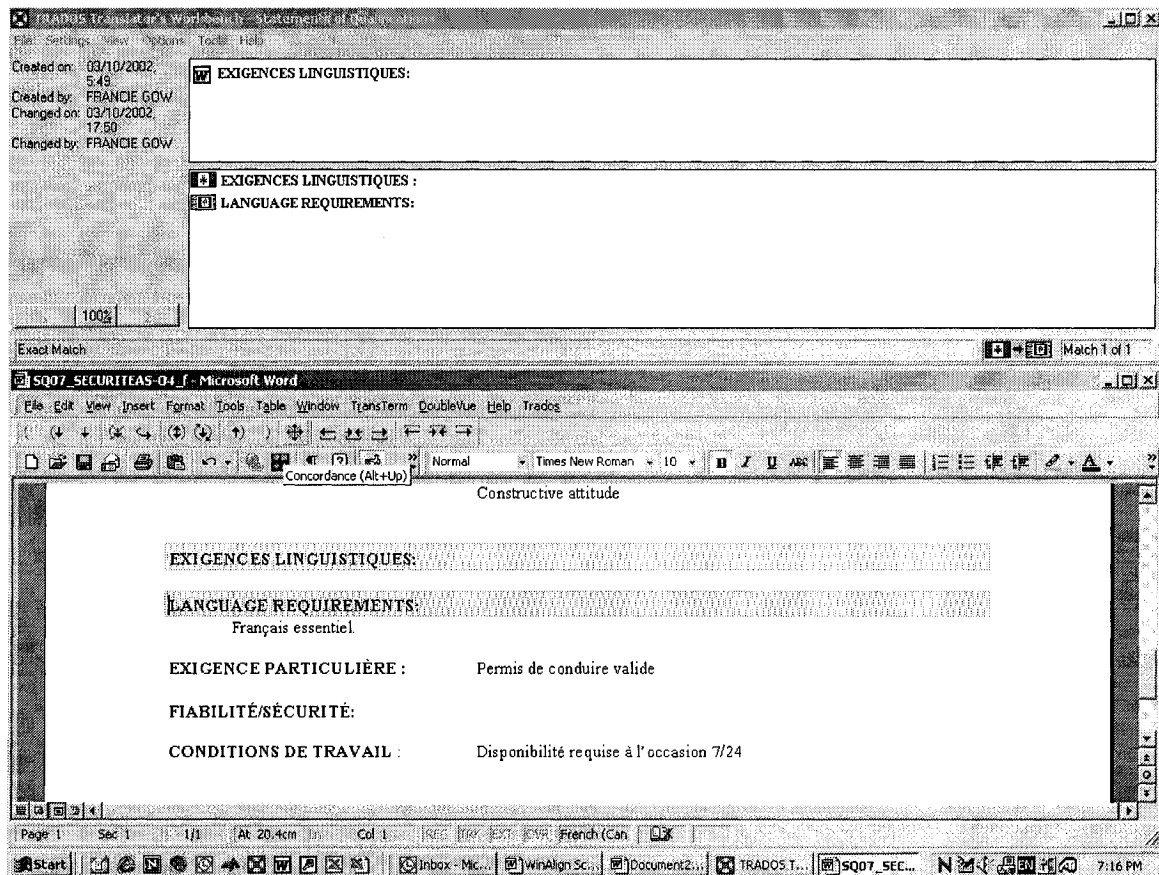 TRADOS Translator's Workbench - Statements of Qualification
File Settings View Options Tools Help
Created on: 03/10/2002, 5:49
Created by: FRANCIE GOW
Changed on: 03/10/2002, 17:50
Changed by: FRANCIE GOW
EXIGENCES LINGUISTIQUES:
EXIGENCES LINGUISTIQUES :
LANGUAGE REQUIREMENTS:
100%
Exact Match
Match 1 of 1
SQ07_SECURITEAS-04_f - Microsoft Word
File Edit View Insert Format Tools Table Window TransTerm DoubleVue Help Trados
Normal Times New Roman 10 B I U ABC
Concordance (Alt+Up)
Constructive attitude
EXIGENCES LINGUISTIQUES:
LANGUAGE REQUIREMENTS:
Français essentiel.
EXIGENCE PARTICULIÈRE : Permis de conduire valide
FIABILITÉ/SÉCURITÉ:
CONDITIONS DE TRAVAIL : Disponibilité requise à l'occasion 7/24
Page 1 Sec 1 1/1 At 20.4cm Col 1 REC TRK EXT OVR French (Can
Start Inbox - Mic... WinAlign Sc... Document2... TRADOS T... SQ07_SEC... 7:16 PM